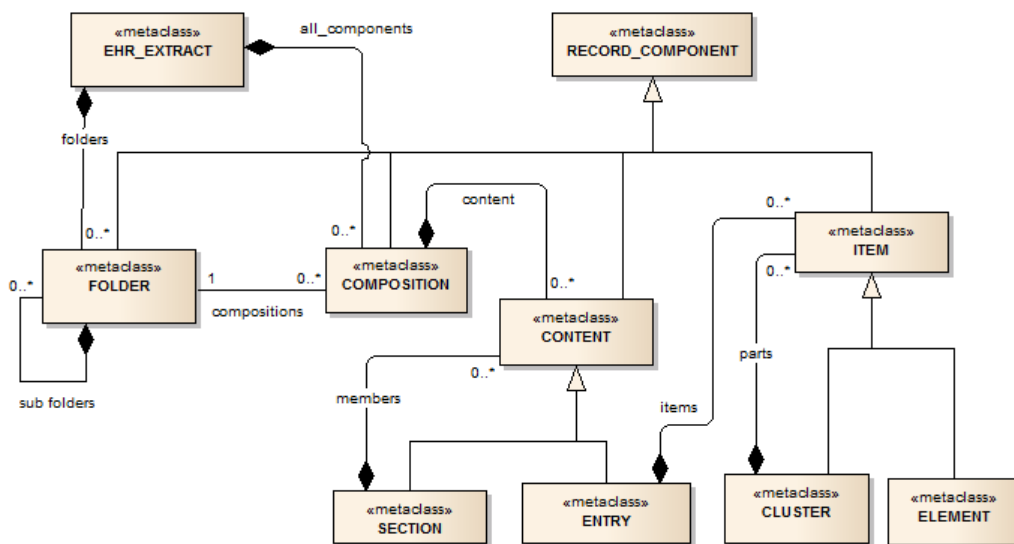 «metaclass»
EHR_EXTRACT
all_components
«metaclass»
RECORD_COMPONENT
folders
content
0..*
0..*
0..*
0..*
«metaclass»
ITEM
0..*
«metaclass»
FOLDER
0..*
1
0..*
compositions
«metaclass»
COMPOSITION
0..*
«metaclass»
CONTENT
0..*
sub folders
members
items
parts
«metaclass»
SECTION
«metaclass»
ENTRY
«metaclass»
CLUSTER
«metaclass»
ELEMENT